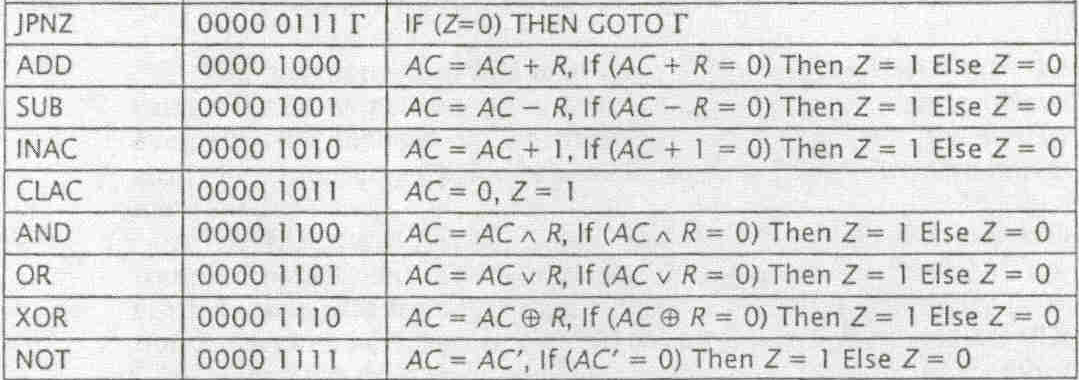 JPNZ 0000 0111 Γ IF (Z=0) THEN GOTO Γ
ADD 0000 1000 AC = AC + R, If (AC + R = 0) Then Z = 1 Else Z = 0
SUB 0000 1001 AC = AC − R, If (AC − R = 0) Then Z = 1 Else Z = 0
INAC 0000 1010 AC = AC + 1, If (AC + 1 = 0) Then Z = 1 Else Z = 0
CLAC 0000 1011 AC = 0, Z = 1
AND 0000 1100 AC = AC ∧ R, If (AC ∧ R = 0) Then Z = 1 Else Z = 0
OR 0000 1101 AC = AC ∨ R, If (AC ∨ R = 0) Then Z = 1 Else Z = 0
XOR 0000 1110 AC = AC ⊕ R, If (AC ⊕ R = 0) Then Z = 1 Else Z = 0
NOT 0000 1111 AC = AC′, If (AC′ = 0) Then Z = 1 Else Z = 0